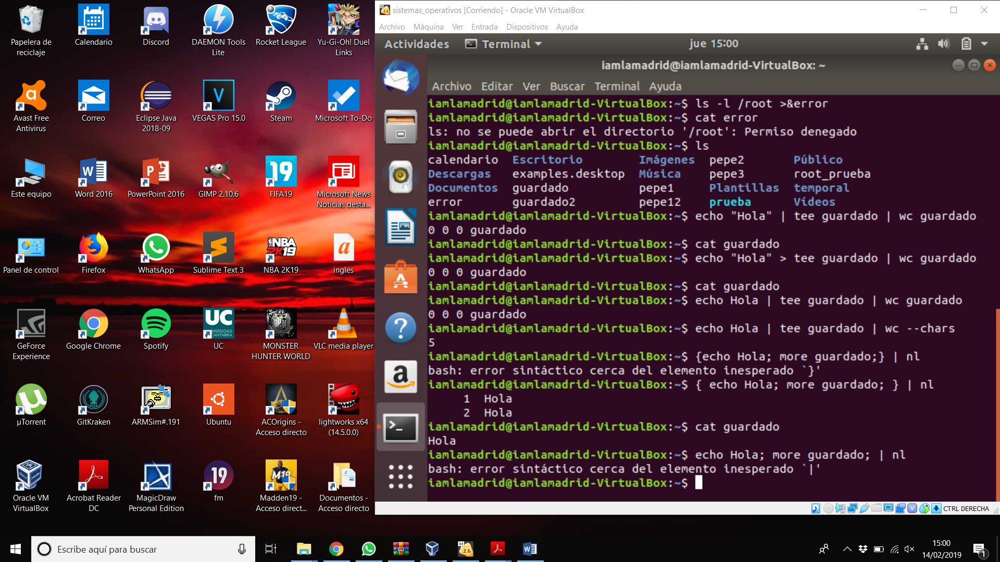 Papelera de
reciclaje
Calendario
Discord
DAEMON Tools
Lite
Rocket League
Yu-Gi-Oh! Duel
Links
Avast Free
Antivirus
Correo
Eclipse Java
2018-09
VEGAS Pro 15.0
Steam
Microsoft To-Do
Este equipo
Word 2016
PowerPoint 2016
GIMP 2.10.6
19
FIFA19
Microsoft News
Noticias desta...
Panel de control
Firefox
WhatsApp
Sublime Text 3
NBA
2K19
NBA 2K19
ingles
GeForce
Experience
Google Chrome
Spotify
UC
UNIVERSIDAD
CANTABRIA
UC
MONSTER
HUNTER WORLD
VLC media player
µTorrent
GitKraken
ARMSim#.191
Ubuntu
ACOrigins -
Acceso directo
lightworks x64
(14.5.0.0)
Oracle VM
VirtualBox
Acrobat Reader
DC
MagicDraw
Personal Edition
19
fm
Madden19 -
Acceso direct...
Documentos -
Acceso directo
sistemas_operativos [Corriendo] - Oracle VM VirtualBox
Archivo Máquina Ver Entrada Dispositivos Ayuda
Actividades Terminal jue 15:00
iamlamadrid@iamlamadrid-VirtualBox: ~
Archivo Editar Ver Buscar Terminal Ayuda
iamlamadrid@iamlamadrid-VirtualBox:~$ ls -l /root >&error
iamlamadrid@iamlamadrid-VirtualBox:~$ cat error
ls: no se puede abrir el directorio '/root': Permiso denegado
iamlamadrid@iamlamadrid-VirtualBox:~$ ls
calendario Escritorio Imágenes pepe2 Público
Descargas examples.desktop Música pepe3 root_prueba
Documentos guardado pepe1 Plantillas temporal
error guardado2 pepe12 prueba Vídeos
iamlamadrid@iamlamadrid-VirtualBox:~$ echo "Hola" | tee guardado | wc guardado
0 0 0 guardado
iamlamadrid@iamlamadrid-VirtualBox:~$ cat guardado
iamlamadrid@iamlamadrid-VirtualBox:~$ echo "Hola" > tee guardado | wc guardado
0 0 0 guardado
iamlamadrid@iamlamadrid-VirtualBox:~$ cat guardado
iamlamadrid@iamlamadrid-VirtualBox:~$ echo Hola | tee guardado | wc guardado
0 0 0 guardado
iamlamadrid@iamlamadrid-VirtualBox:~$ echo Hola | tee guardado | wc --chars
5
iamlamadrid@iamlamadrid-VirtualBox:~$ {echo Hola; more guardado;} | nl
bash: error sintáctico cerca del elemento inesperado `}'
iamlamadrid@iamlamadrid-VirtualBox:~$ { echo Hola; more guardado; } | nl
1 Hola
2 Hola
iamlamadrid@iamlamadrid-VirtualBox:~$ cat guardado
Hola
iamlamadrid@iamlamadrid-VirtualBox:~$ echo Hola; more guardado; | nl
bash: error sintáctico cerca del elemento inesperado `|'
iamlamadrid@iamlamadrid-VirtualBox:~$
CTRL DERECHA
Escribe aquí para buscar
15:00
14/02/2019
1